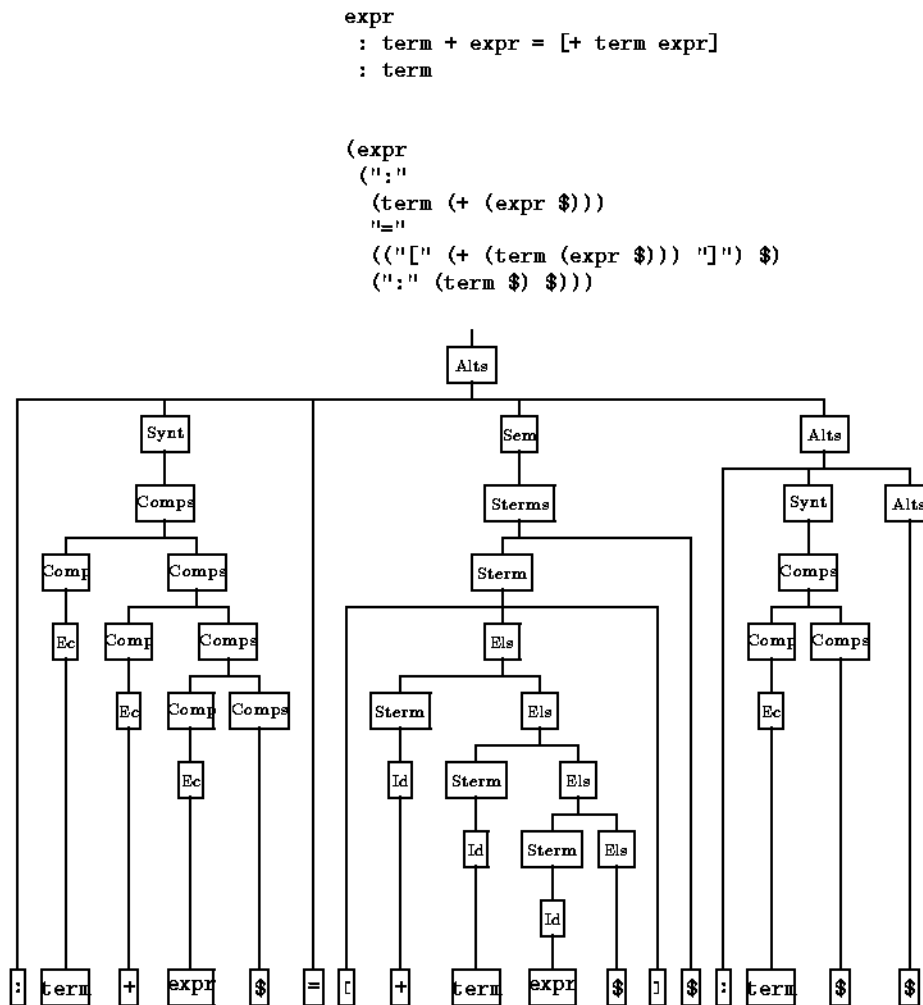 expr
: term + expr = [+ term expr]
: term
(expr
(":"
(term (+ (expr $)))
"="
(("[" (+ (term (expr $))) "]") $)
(":" (term $) $)))
Alts
Synt Sem Alts
Comps Sterms Synt Alts
Comp Comps Sterm Comps
Ec Comp Comps Els Comp Comps
Ec Comp Comps Sterm Els Ec
Ec Id Sterm Els
Id Sterm Els
Id
: term + expr $ = [ + term expr $ ] $ : term $ $